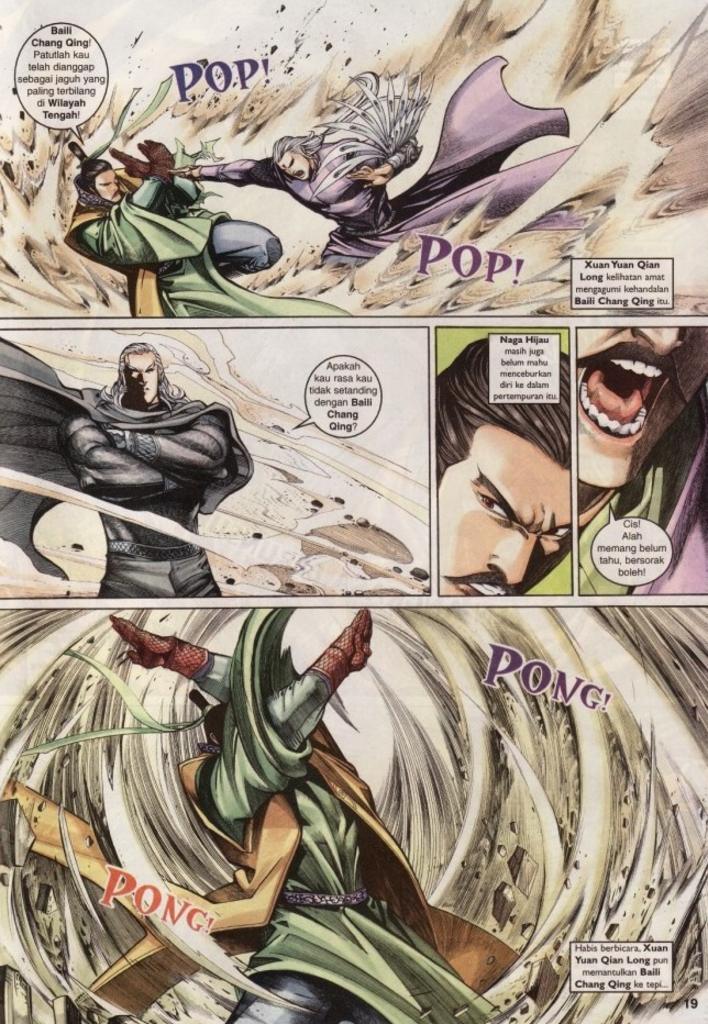 Baili
Chang Qing!
Patutlah kau
telah dianggap
sebagai jaguh yang
paling terbilang
di Wilayah
Tengah!
POP!
POP!
Xuan Yuan Qian
Long kelihatan amat
mengagumi kehandalan
Baili Chang Qing itu.
Apakah
kau rasa kau
tidak setanding
dengan Baili
Chang
Qing?
Naga Hijau
masih juga
belum mahu
menceburkan
diri ke dalam
pertempuran itu.
Cis!
Alah
memang belum
tahu, bersorak
boleh!
PONG!
PONG!
Habis berbicara, Xuan
Yuan Qian Long pun
memantulkan Baili
Chang Qing ke tepi...
19